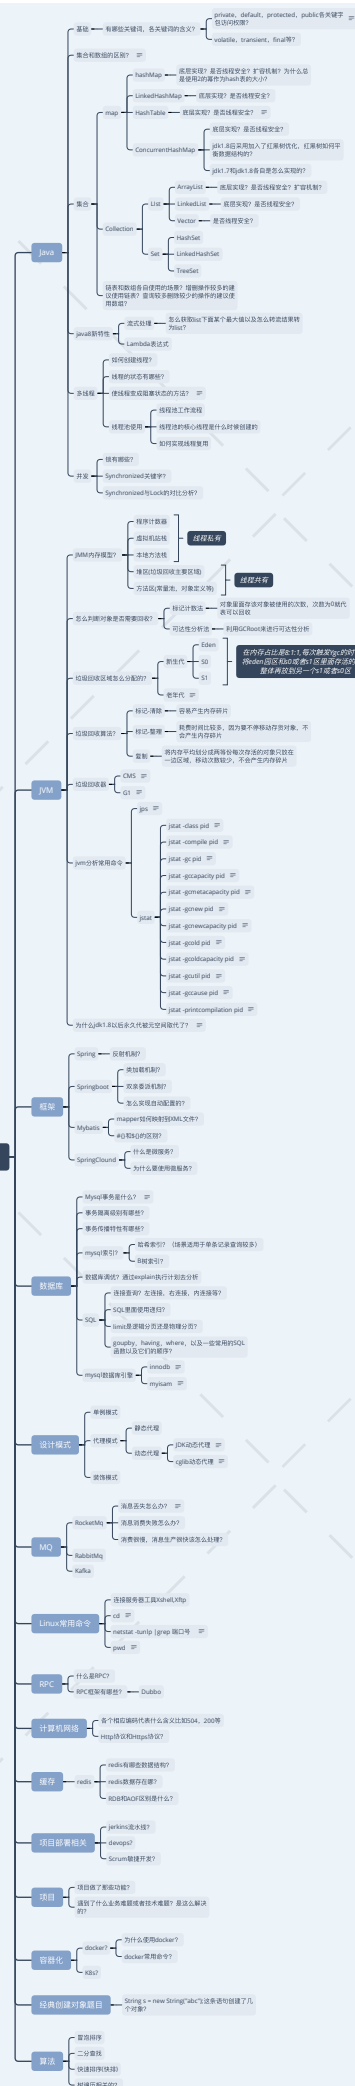 Java
基础
有哪些关键词，各关键字的含义?
private、default、protected、public各关键字
包访问权限?
volatile、transient、final等?
集合和数组的区别?
集合
map
hashMap
底层实现? 是否线程安全? 扩容机制? 为什么总
是使用2的幂作为hash表的大小?
LinkedHashMap
底层实现? 是否线程安全?
HashTable
底层实现? 是否线程安全?
ConcurrentHashMap
底层实现? 是否线程安全?
jdk1.8后采用加入了红黑树优化，红黑树如何平
衡数据结构的?
jdk1.7和jdk1.8各自是怎么实现的?
Collection
List
ArrayList
底层实现? 是否线程安全? 扩容机制?
LinkedList
底层实现? 是否线程安全?
Vector
是否线程安全?
Set
HashSet
LinkedHashSet
TreeSet
链表和数组各自使用的场景? 增删操作较多的建
议使用链表? 查询较多删除较少的操作的建议使
用数组?
java8新特性
流式处理
怎么获取list下面某个最大值以及怎么转流结果转
为list?
Lambda表达式
多线程
如何创建线程?
线程的状态有哪些?
使线程变成阻塞状态的方法?
线程池使用
线程池工作流程
线程池的核心线程是什么时候创建的
如何实现线程复用
并发
锁有哪些?
Synchronized关键字?
Synchronized与Lock的对比分析?
JVM
JMM内存模型?
程序计数器
虚拟机站栈
本地方法栈
线程私有
堆区(垃圾回收主要区域)
方法区(常量池，对象定义等)
线程共有
怎么判断对象是否需要回收?
标记计数法
对象里面存该对象被使用的次数，次数为0就代
表可以回收
可达性分析法
利用GCRoot来进行可达性分析
垃圾回收区域怎么分配的?
新生代
Eden
S0
S1
在内存占比是8:1:1,每次触发ygc的时
将eden园区和s0或者s1区里面存活的
整体再放到另一个s1或者s0区
老年代
垃圾回收算法?
标记-清除
容易产生内存碎片
标记-整理
耗费时间比较多，因为要不停移动存货对象，不
会产生内存碎片
复制
将内存平均划分成两等份每次存活的对象只放在
一边区域，移动次数较少，不会产生内存碎片
垃圾回收器
CMS
G1
jvm分析常用命令
jps
jstat
jstat -class pid
jstat -compile pid
jstat -gc pid
jstat -gccapacity pid
jstat -gcmetacapacity pid
jstat -gcnew pid
jstat -gcnewcapacity pid
jstat -gcold pid
jstat -gcoldcapacity pid
jstat -gcutil pid
jstat -gccause pid
jstat -printcompilation pid
为什么jdk1.8以后永久代被元空间取代了?
框架
Spring
反射机制?
Springboot
类加载机制?
双亲委派机制?
怎么实现自动配置的?
Mybatis
mapper如何映射到XML文件?
#{}和${}的区别?
SpringClound
什么是微服务?
为什么要使用微服务?
数据库
Mysql事务是什么?
事务隔离级别有哪些?
事务传播特性有哪些?
mysql索引?
哈希索引? （场景适用于单条记录查询较多）
B树索引?
数据库调优? 通过explain执行计划去分析
SQL
连接查询? 左连接，右连接，内连接等?
SQL里面使用递归?
limit是逻辑分页还是物理分页?
goupby、having、where，以及一些常用的SQL
函数以及它们的顺序?
mysql数据库引擎
innodb
myisam
设计模式
单例模式
代理模式
静态代理
动态代理
JDK动态代理
cglib动态代理
装饰模式
MQ
RocketMq
消息丢失怎么办?
消息消费失败怎么办?
消费很慢，消息生产很快该怎么处理?
RabbitMq
Kafka
Linux常用命令
连接服务器工具Xshell,Xftp
cd
netstat -tunlp |grep 端口号
pwd
RPC
什么是RPC?
RPC框架有哪些?
Dubbo
计算机网络
各个相应编码代表什么含义比如504，200等
Http协议和Https协议?
缓存
redis
redis有哪些数据结构?
redis数据存在哪?
RDB和AOF区别是什么?
项目部署相关
jerkins流水线?
devops?
Scrum敏捷开发?
项目
项目做了那些功能?
遇到了什么业务难题或者技术难题? 是这么解决
的?
容器化
docker?
为什么使用docker?
docker常用命令?
K8s?
经典创建对象题目
String s = new String("abc");这条语句创建了几
个对象?
算法
冒泡排序
二分查找
快速排序(快排)
树遍历相关的?